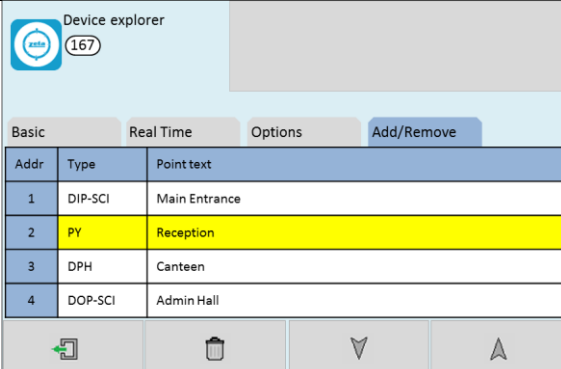 Device explorer
zeta
167
Basic Real Time Options Add/Remove
Addr Type Point text
1 DIP-SCI Main Entrance
2 PY Reception
3 DPH Canteen
4 DOP-SCI Admin Hall